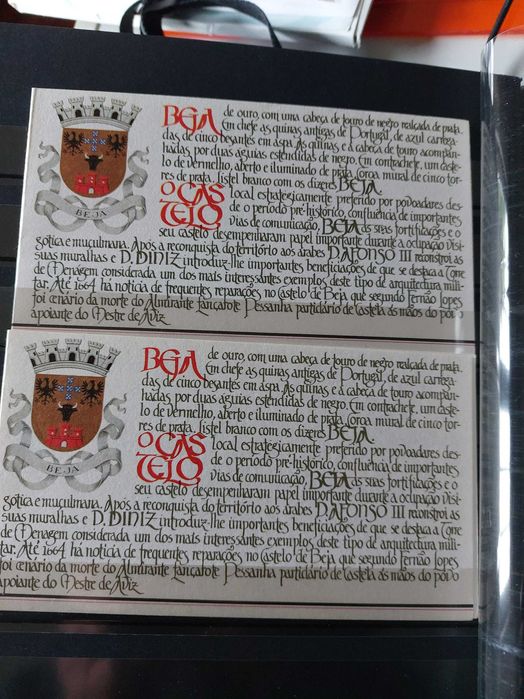 BEJA de ouro, com uma cabeça de touro de negro realçada de prata.
Em chefe as quinas antigas de Portugal, de azul carrega-
das de cinco besantes em aspa. As quinas e a cabeça de touro acompan-
hadas, por duas aguias estendidas de negro. Em contrachefe, um caste-
lo de vermelho, aberto e iluminado de prata. Coroa mural de cinco tor-
res de prata. Listel branco com os dizeres BEJA.
O CAS
TELO
local estrategicamente preferido por povoadores des-
de o período pré-histórico, confluência de importantes
vias de comunicação, BEJA as suas fortificações e o
seu castelo desempenharam papel importante durante a ocupação visi-
gotica e muçulmana. Após a reconquista do território aos árabes D. AFONSO III reconstroi as
suas muralhas e D. DINIZ introduz-lhe importantes beneficiações de que se destaca a Torre
de Menagem considerada um dos mais interessantes exemplos deste tipo de arquitectura mili-
tar. Até 1664 há noticia de frequentes reparações no Castelo de Beja que segundo Fernão Lopes
foi cenário da morte do Almirante Lançarote Pessanha partidário de Castela às mãos do povo
apoiante do Mestre de Aviz
BEJA
BEJA de ouro, com uma cabeça de touro de negro realçada de prata.
Em chefe as quinas antigas de Portugal, de azul carrega-
das de cinco besantes em aspa. As quinas e a cabeça de touro acompan-
hadas, por duas aguias estendidas de negro. Em contrachefe, um caste-
lo de vermelho, aberto e iluminado de prata. Coroa mural de cinco tor-
res de prata. Listel branco com os dizeres BEJA.
O CAS
TELO
local estrategicamente preferido por povoadores des-
de o período pré-histórico, confluência de importantes
vias de comunicação, BEJA as suas fortificações e o
seu castelo desempenharam papel importante durante a ocupação visi-
gotica e muçulmana. Após a reconquista do território aos árabes D. AFONSO III reconstroi as
suas muralhas e D. DINIZ introduz-lhe importantes beneficiações de que se destaca a Torre
de Menagem considerada um dos mais interessantes exemplos deste tipo de arquitectura mili-
tar. Até 1664 há noticia de frequentes reparações no Castelo de Beja que segundo Fernão Lopes
foi cenário da morte do Almirante Lançarote Pessanha partidário de Castela às mãos do povo
apoiante do Mestre de Aviz
BEJA